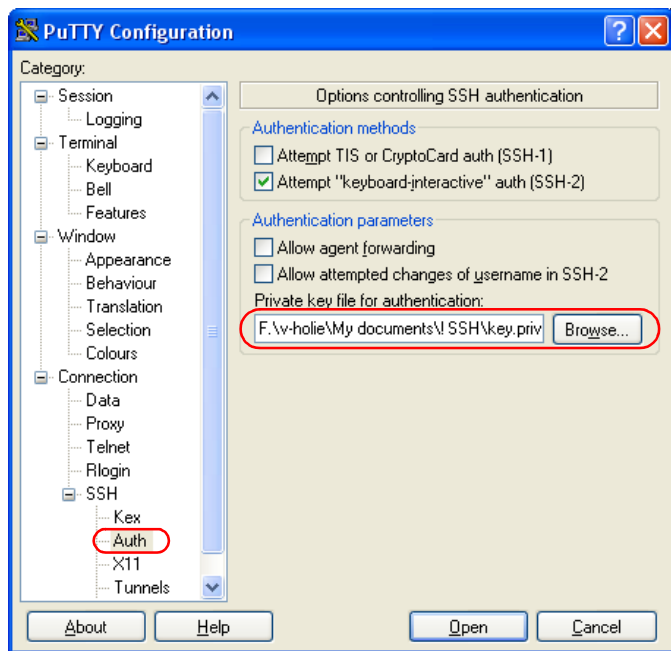 PuTTY Configuration
Category:
Session
Logging
Terminal
Keyboard
Bell
Features
Window
Appearance
Behaviour
Translation
Selection
Colours
Connection
Data
Proxy
Telnet
Rlogin
SSH
Kex
Auth
X11
Tunnels
Options controlling SSH authentication
Authentication methods
Attempt TIS or CryptoCard auth (SSH-1)
Attempt "keyboard-interactive" auth (SSH-2)
Authentication parameters
Allow agent forwarding
Allow attempted changes of username in SSH-2
Private key file for authentication:
F.\v-holie\My documents\! SSH\key.priv
Browse...
About
Help
Open
Cancel